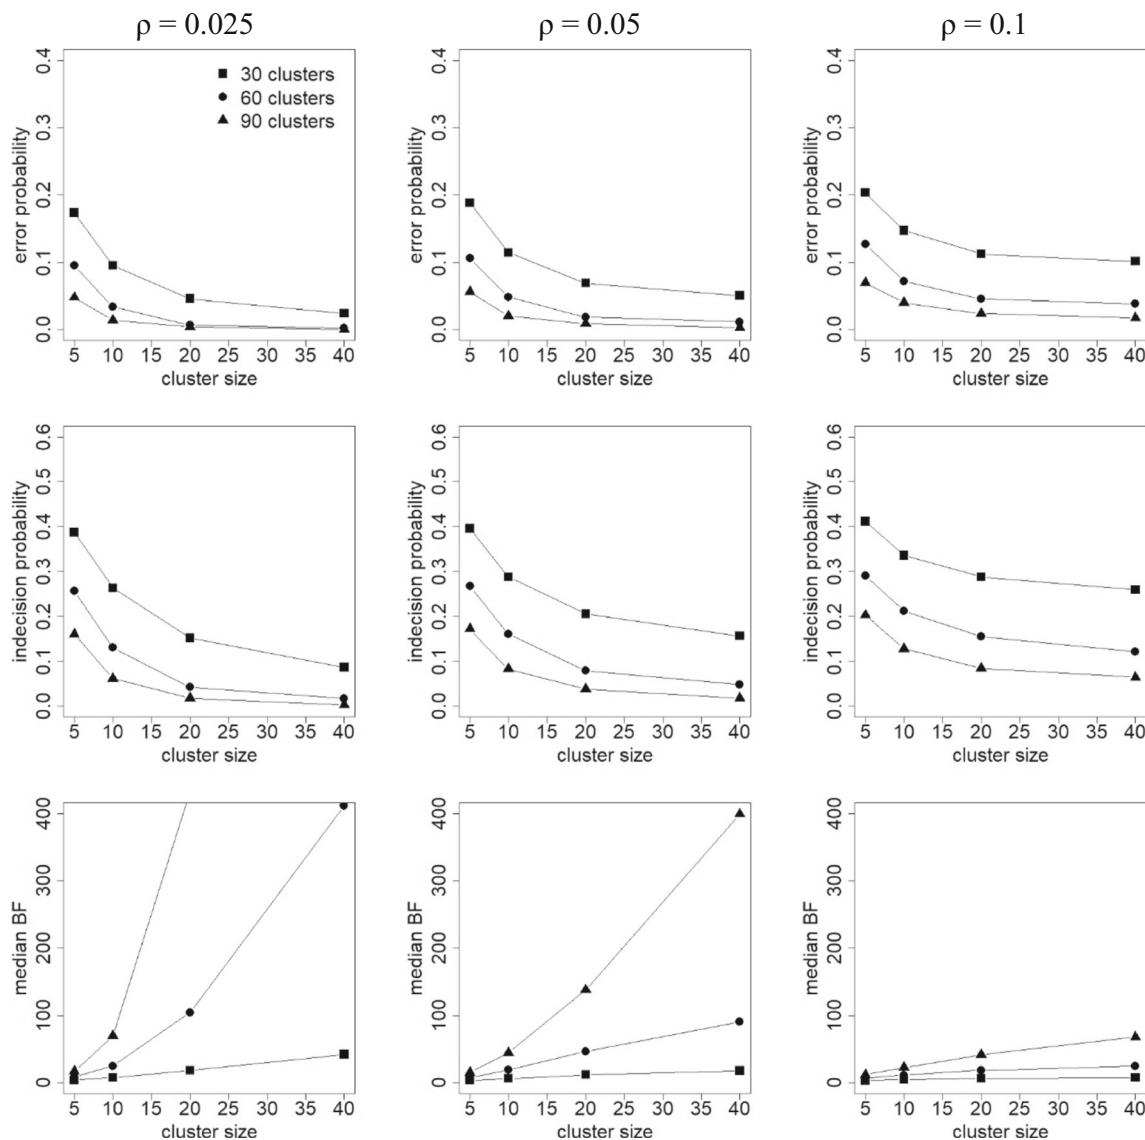 ρ = 0.025 ρ = 0.05 ρ = 0.1
error probability
0.0 0.1 0.2 0.3 0.4
30 clusters
60 clusters
90 clusters
5 10 15 20 25 30 35 40
cluster size
error probability
0.0 0.1 0.2 0.3 0.4
5 10 15 20 25 30 35 40
cluster size
error probability
0.0 0.1 0.2 0.3 0.4
5 10 15 20 25 30 35 40
cluster size
indecision probability
0.0 0.1 0.2 0.3 0.4 0.5 0.6
5 10 15 20 25 30 35 40
cluster size
indecision probability
0.0 0.1 0.2 0.3 0.4 0.5 0.6
5 10 15 20 25 30 35 40
cluster size
indecision probability
0.0 0.1 0.2 0.3 0.4 0.5 0.6
5 10 15 20 25 30 35 40
cluster size
median BF
0 100 200 300 400
5 10 15 20 25 30 35 40
cluster size
median BF
0 100 200 300 400
5 10 15 20 25 30 35 40
cluster size
median BF
0 100 200 300 400
5 10 15 20 25 30 35 40
cluster size